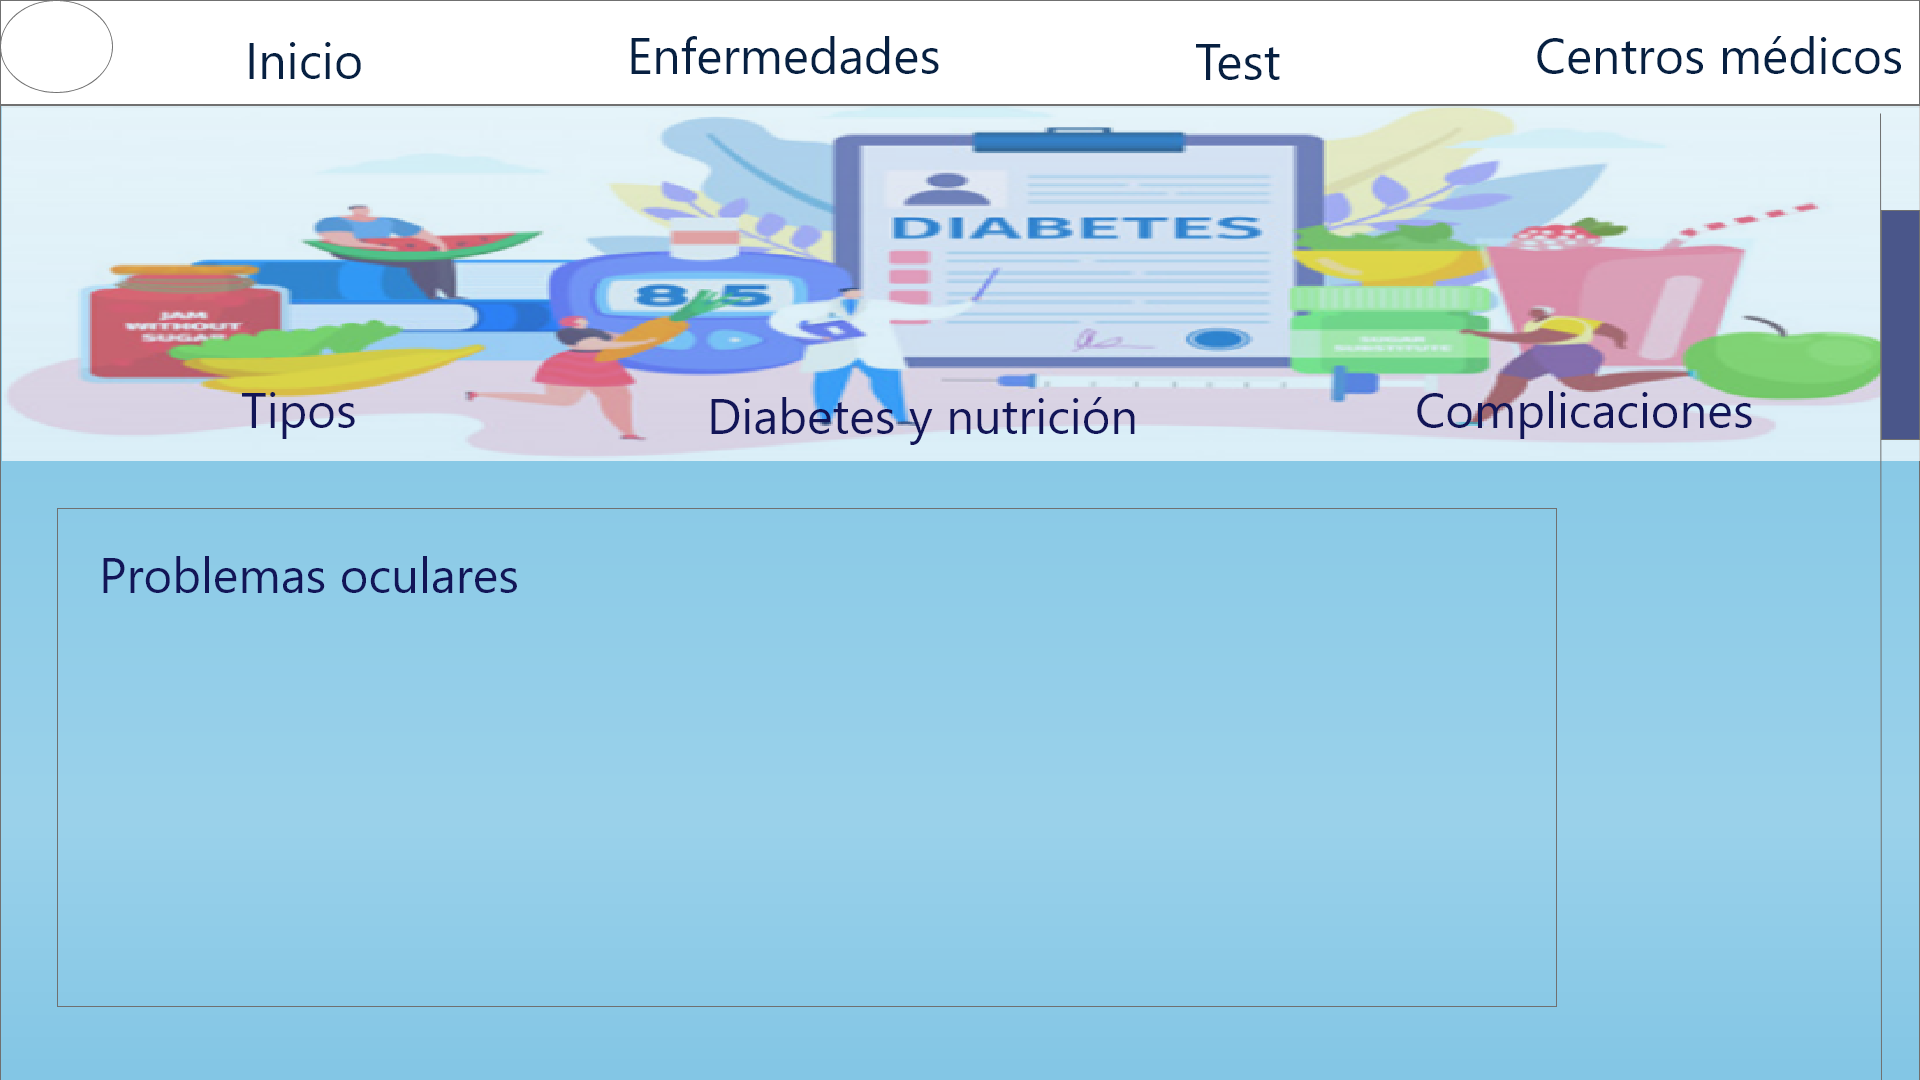 Inicio
Enfermedades
Test
Centros médicos
DIABETES
8.5
JAM
WITHOUT
SUGAR
SUGAR
SUBSTITUTE
Tipos
Diabetes y nutrición
Complicaciones
Problemas oculares